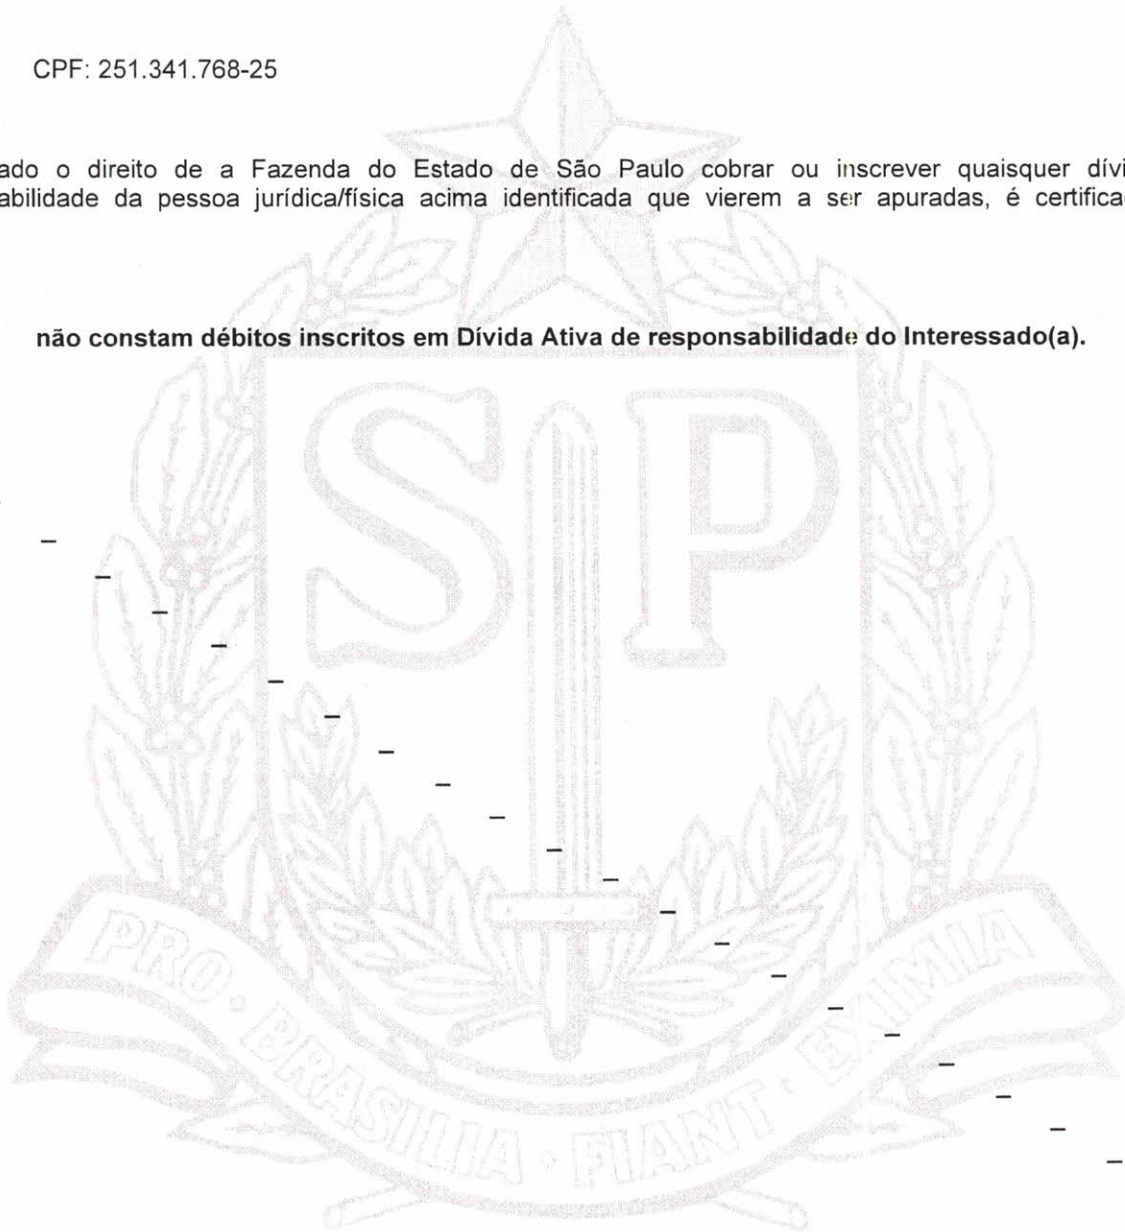 CPF: 251.341.768-25
ado o direito de a Fazenda do Estado de São Paulo cobrar ou inscrever quaisquer dívi
abilidade da pessoa jurídica/física acima identificada que vierem a ser apuradas, é certifica
não constam débitos inscritos em Dívida Ativa de responsabilidade do Interessado(a).
SP
PRO • BRASILIA • FIANT • EXIMIA